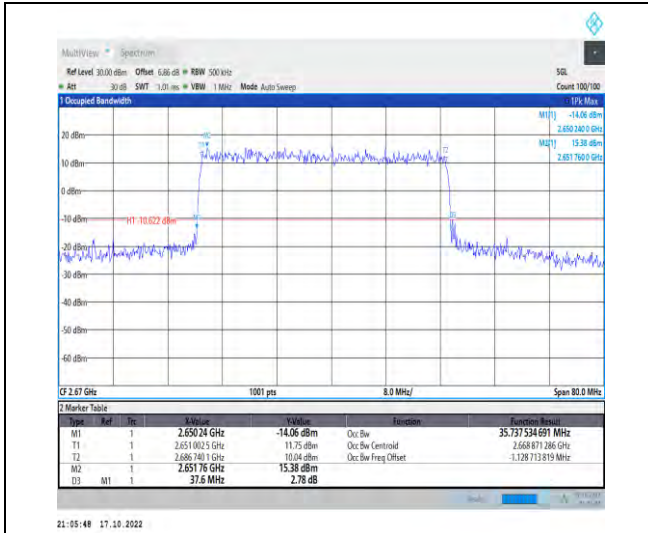 MultiView Spectrum
Ref Level 30.00 dBm Offset 6.86 dB RBW 500 kHz SGL
Att 30 dB SWT 1.01 ms VBW 1 MHz Mode Auto Sweep Count 100/100
1 Occupied Bandwidth 1Pk Max
M1[1] -14.06 dBm
2.650 240 0 GHz
M2[1] 15.38 dBm
2.651 760 0 GHz
20 dBm
10 dBm
0 dBm
-10 dBm
H1 -10.622 dBm
-20 dBm
-30 dBm
-40 dBm
-50 dBm
-60 dBm
CF 2.67 GHz 1001 pts 8.0 MHz/ Span 80.0 MHz
2 Marker Table
Type Ref Trc X-Value Y-Value Function Function Result
M1 1 2.650 24 GHz -14.06 dBm Occ Bw 35.737 534 691 MHz
T1 1 2.651 002 5 GHz 11.75 dBm Occ Bw Centroid 2.668 871 286 GHz
T2 1 2.686 740 1 GHz 10.04 dBm Occ Bw Freq Offset -1.128 713 819 MHz
M2 1 2.651 76 GHz 15.38 dBm
D3 M1 1 37.6 MHz 2.78 dB
21:05:48 17.10.2022